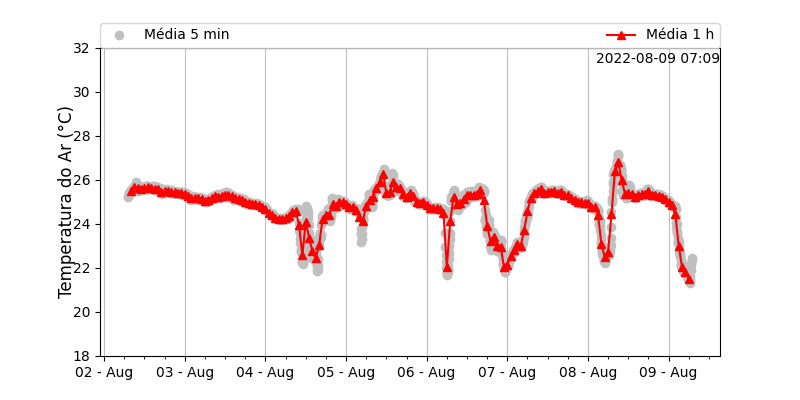 Média 5 min
Média 1 h
2022-08-09 07:09
Temperatura do Ar (°C)
32
30
28
26
24
22
20
18
02 - Aug
03 - Aug
04 - Aug
05 - Aug
06 - Aug
07 - Aug
08 - Aug
09 - Aug